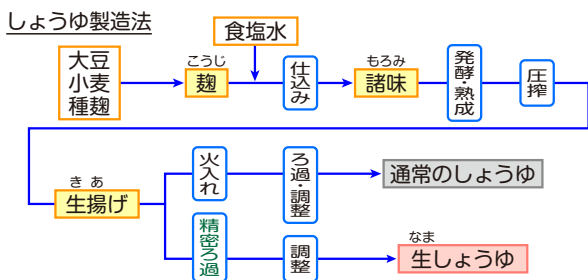 しょうゆ製造法
食塩水
大豆
小麦
種麹
こうじ
麹
仕込み
もろみ
諸味
発酵・熟成
圧搾
きあ
生揚げ
火入れ
ろ過・調整
通常のしょうゆ
精密ろ過
調整
なま
生しょうゆ